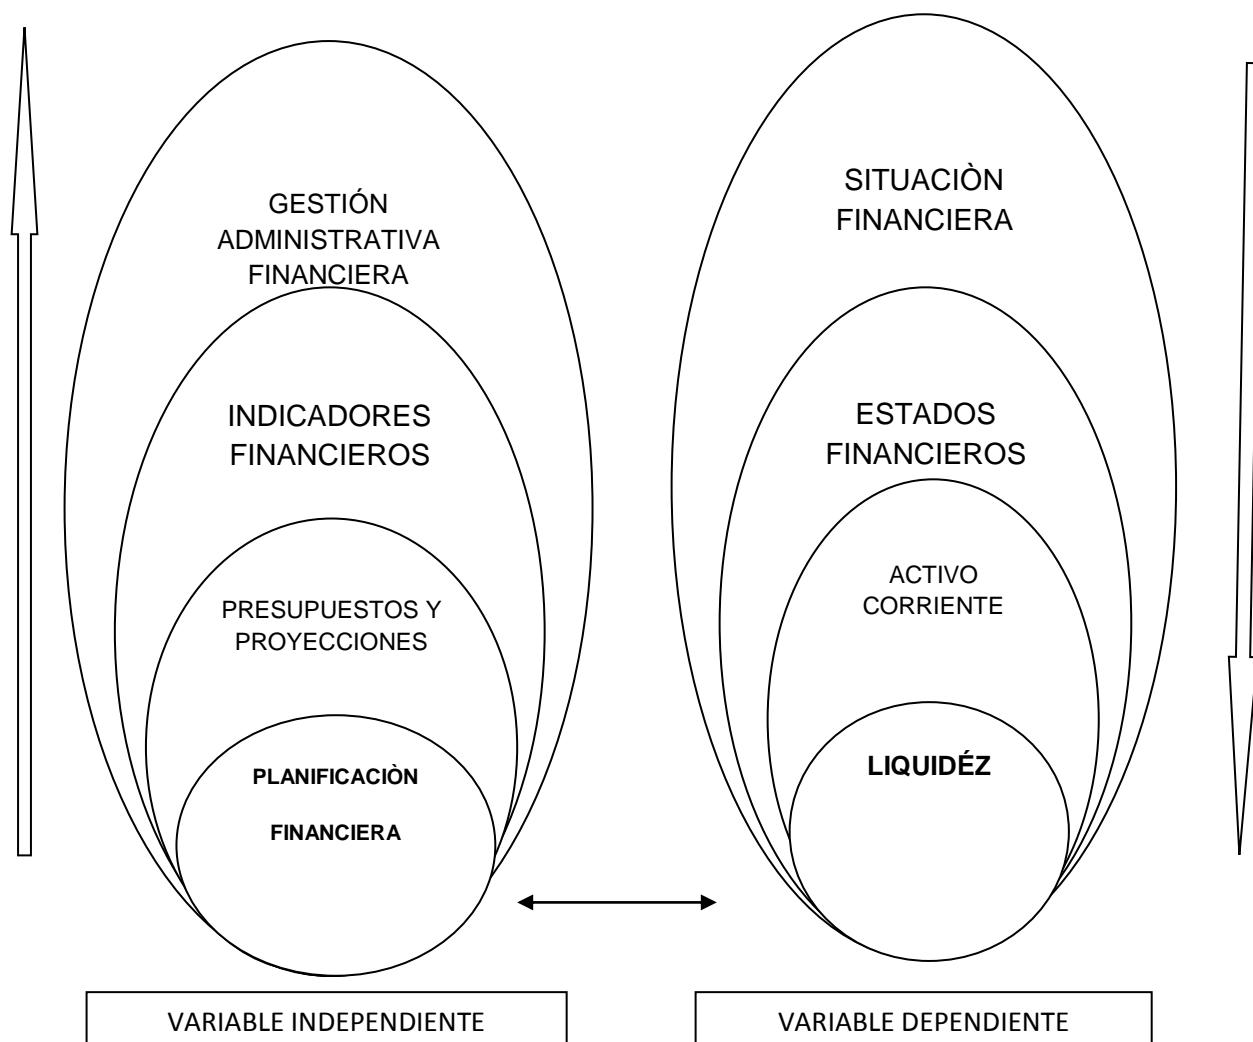 GESTIÓN
ADMINISTRATIVA
FINANCIERA
INDICADORES
FINANCIEROS
PRESUPUESTOS Y
PROYECCIONES
PLANIFICACIÒN
FINANCIERA
VARIABLE INDEPENDIENTE
SITUACIÒN
FINANCIERA
ESTADOS
FINANCIEROS
ACTIVO
CORRIENTE
LIQUIDÉZ
VARIABLE DEPENDIENTE